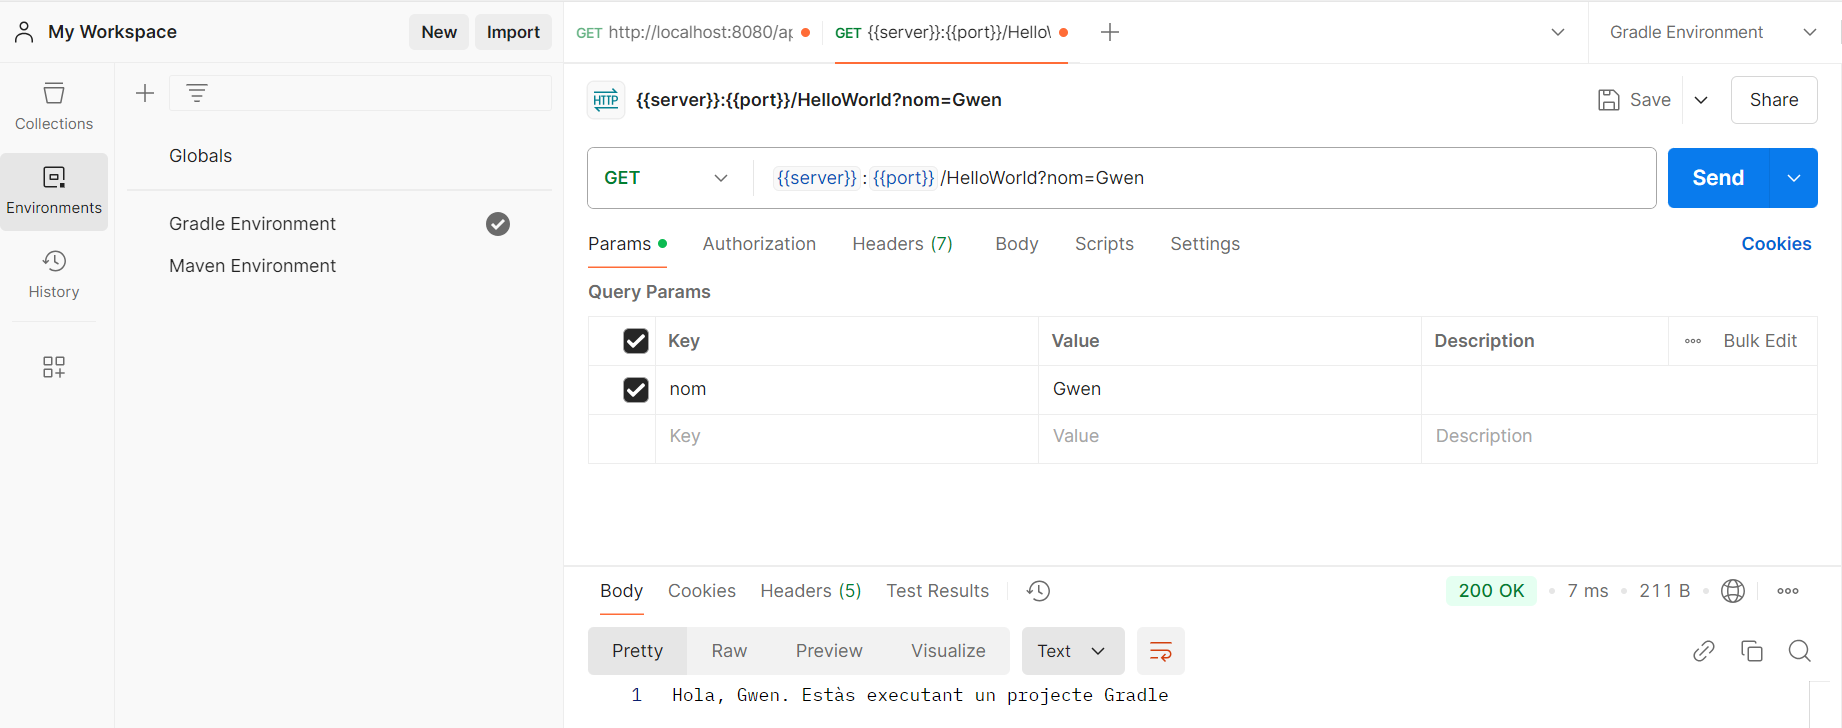 My Workspace
New
Import
GET http://localhost:8080/ap
GET {{server}}:{{port}}/Hello\
Gradle Environment
Collections
Environments
History
Globals
Gradle Environment
Maven Environment
HTTP
{{server}}:{{port}}/HelloWorld?nom=Gwen
Save
Share
GET
{{server}}:{{port}}/HelloWorld?nom=Gwen
Send
Params
Authorization
Headers (7)
Body
Scripts
Settings
Cookies
Query Params
Key Value Description Bulk Edit
nom Gwen
Key Value Description
Body
Cookies
Headers (5)
Test Results
200 OK • 7 ms • 211 B
Pretty
Raw
Preview
Visualize
Text
1 Hola, Gwen. Estàs executant un projecte Gradle